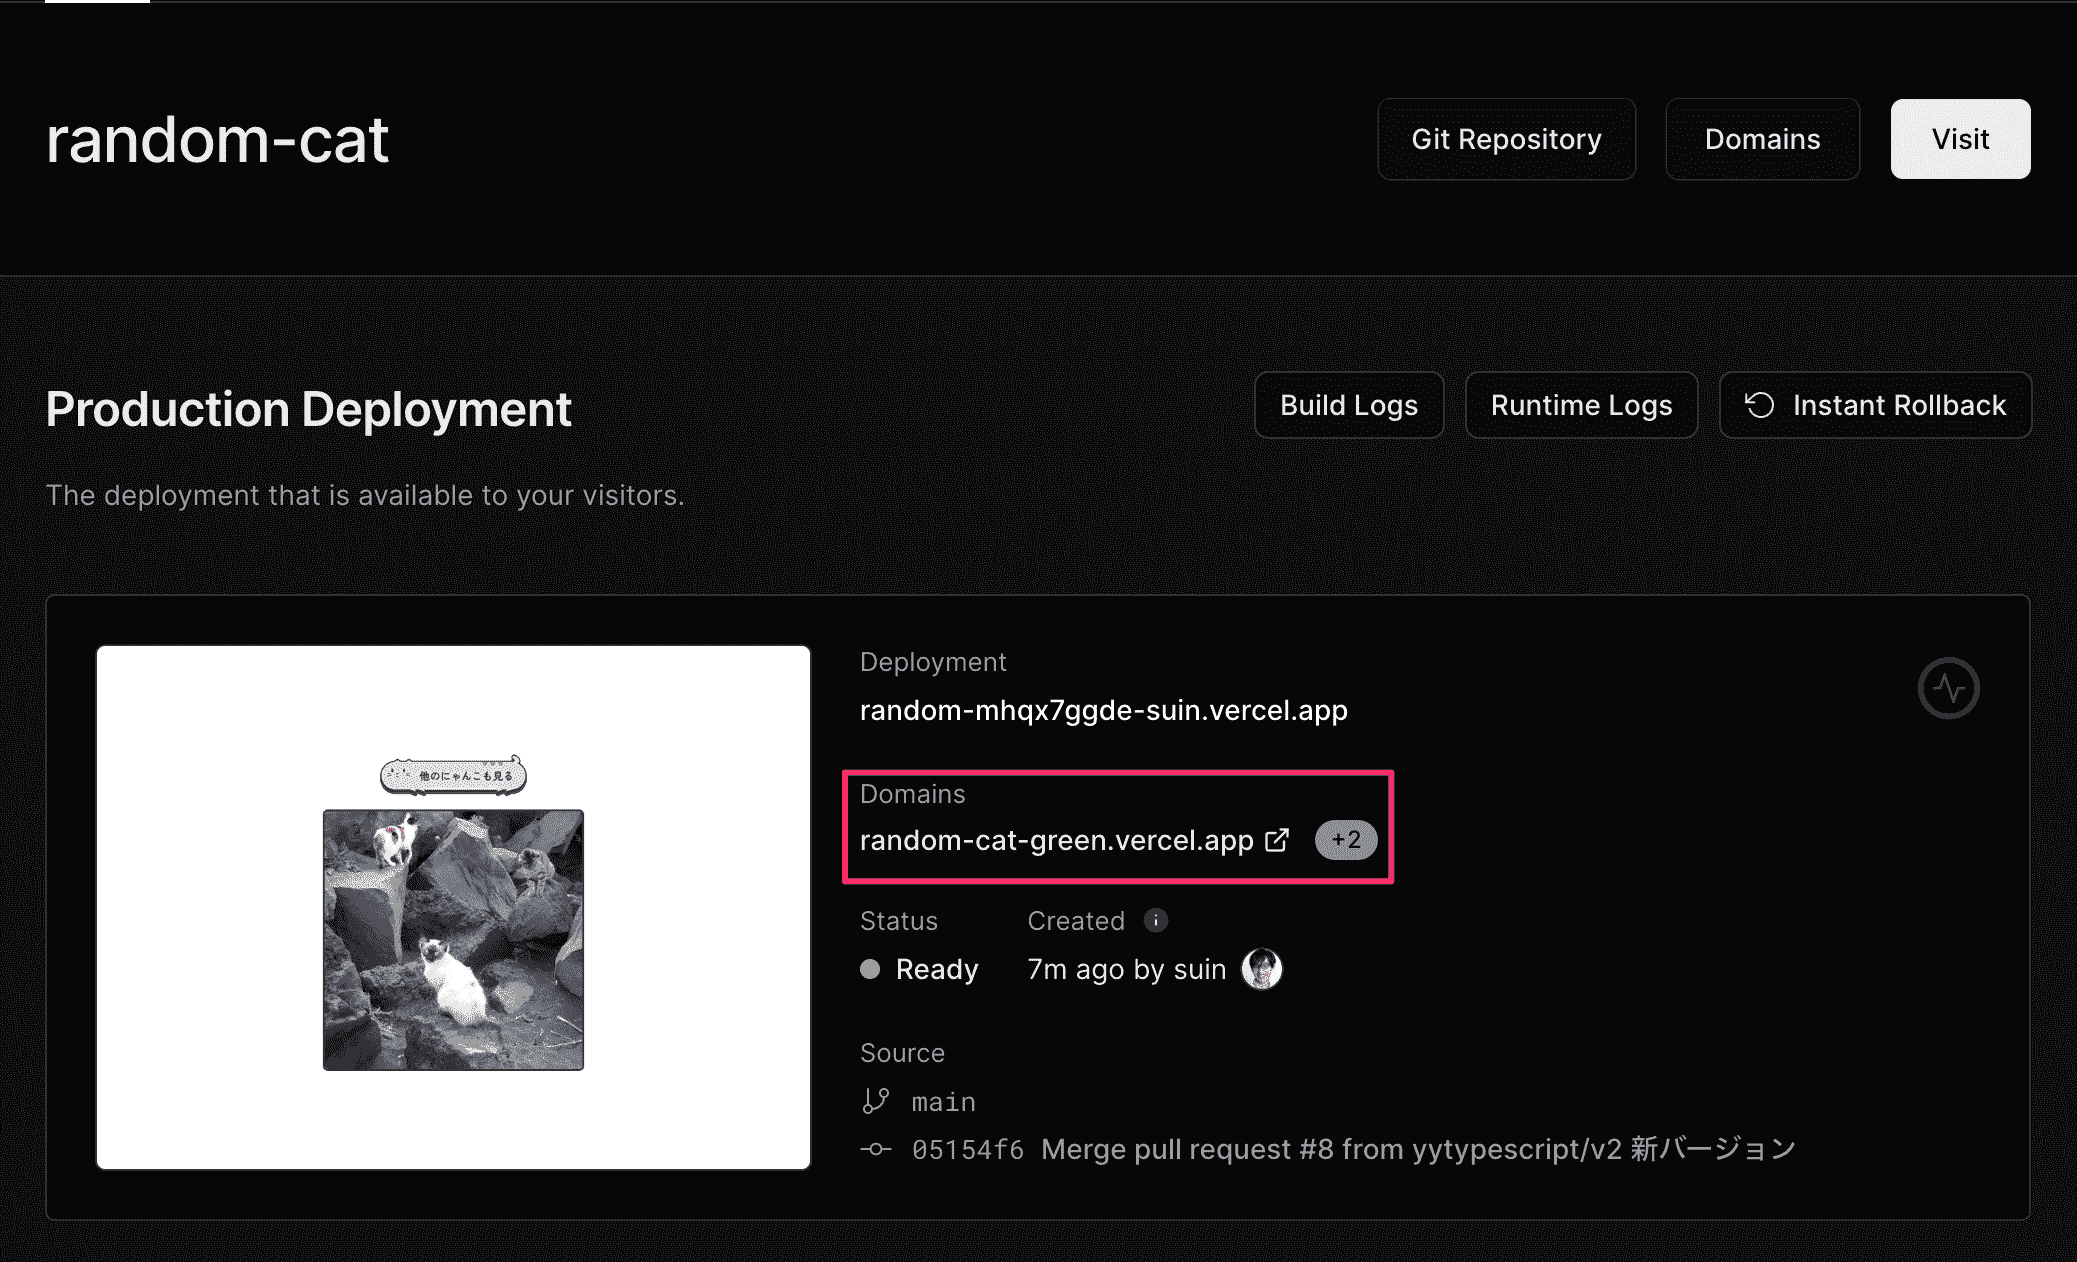 random-cat
Git Repository
Domains
Visit
Production Deployment
Build Logs
Runtime Logs
Instant Rollback
The deployment that is available to your visitors.
他のにゃんこも見る
Deployment
random-mhqx7ggde-suin.vercel.app
Domains
random-cat-green.vercel.app +2
Status
Created
Ready
7m ago by suin
Source
main
05154f6 Merge pull request #8 from yytypescript/v2 新バージョン